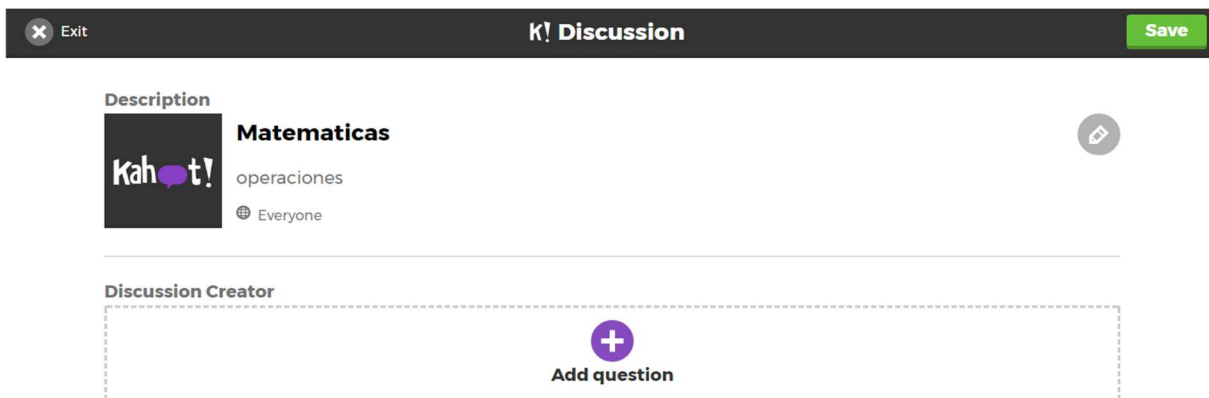 Exit
K! Discussion
Save
Description
Kahoot!
Matematicas
operaciones
Everyone
Discussion Creator
Add question